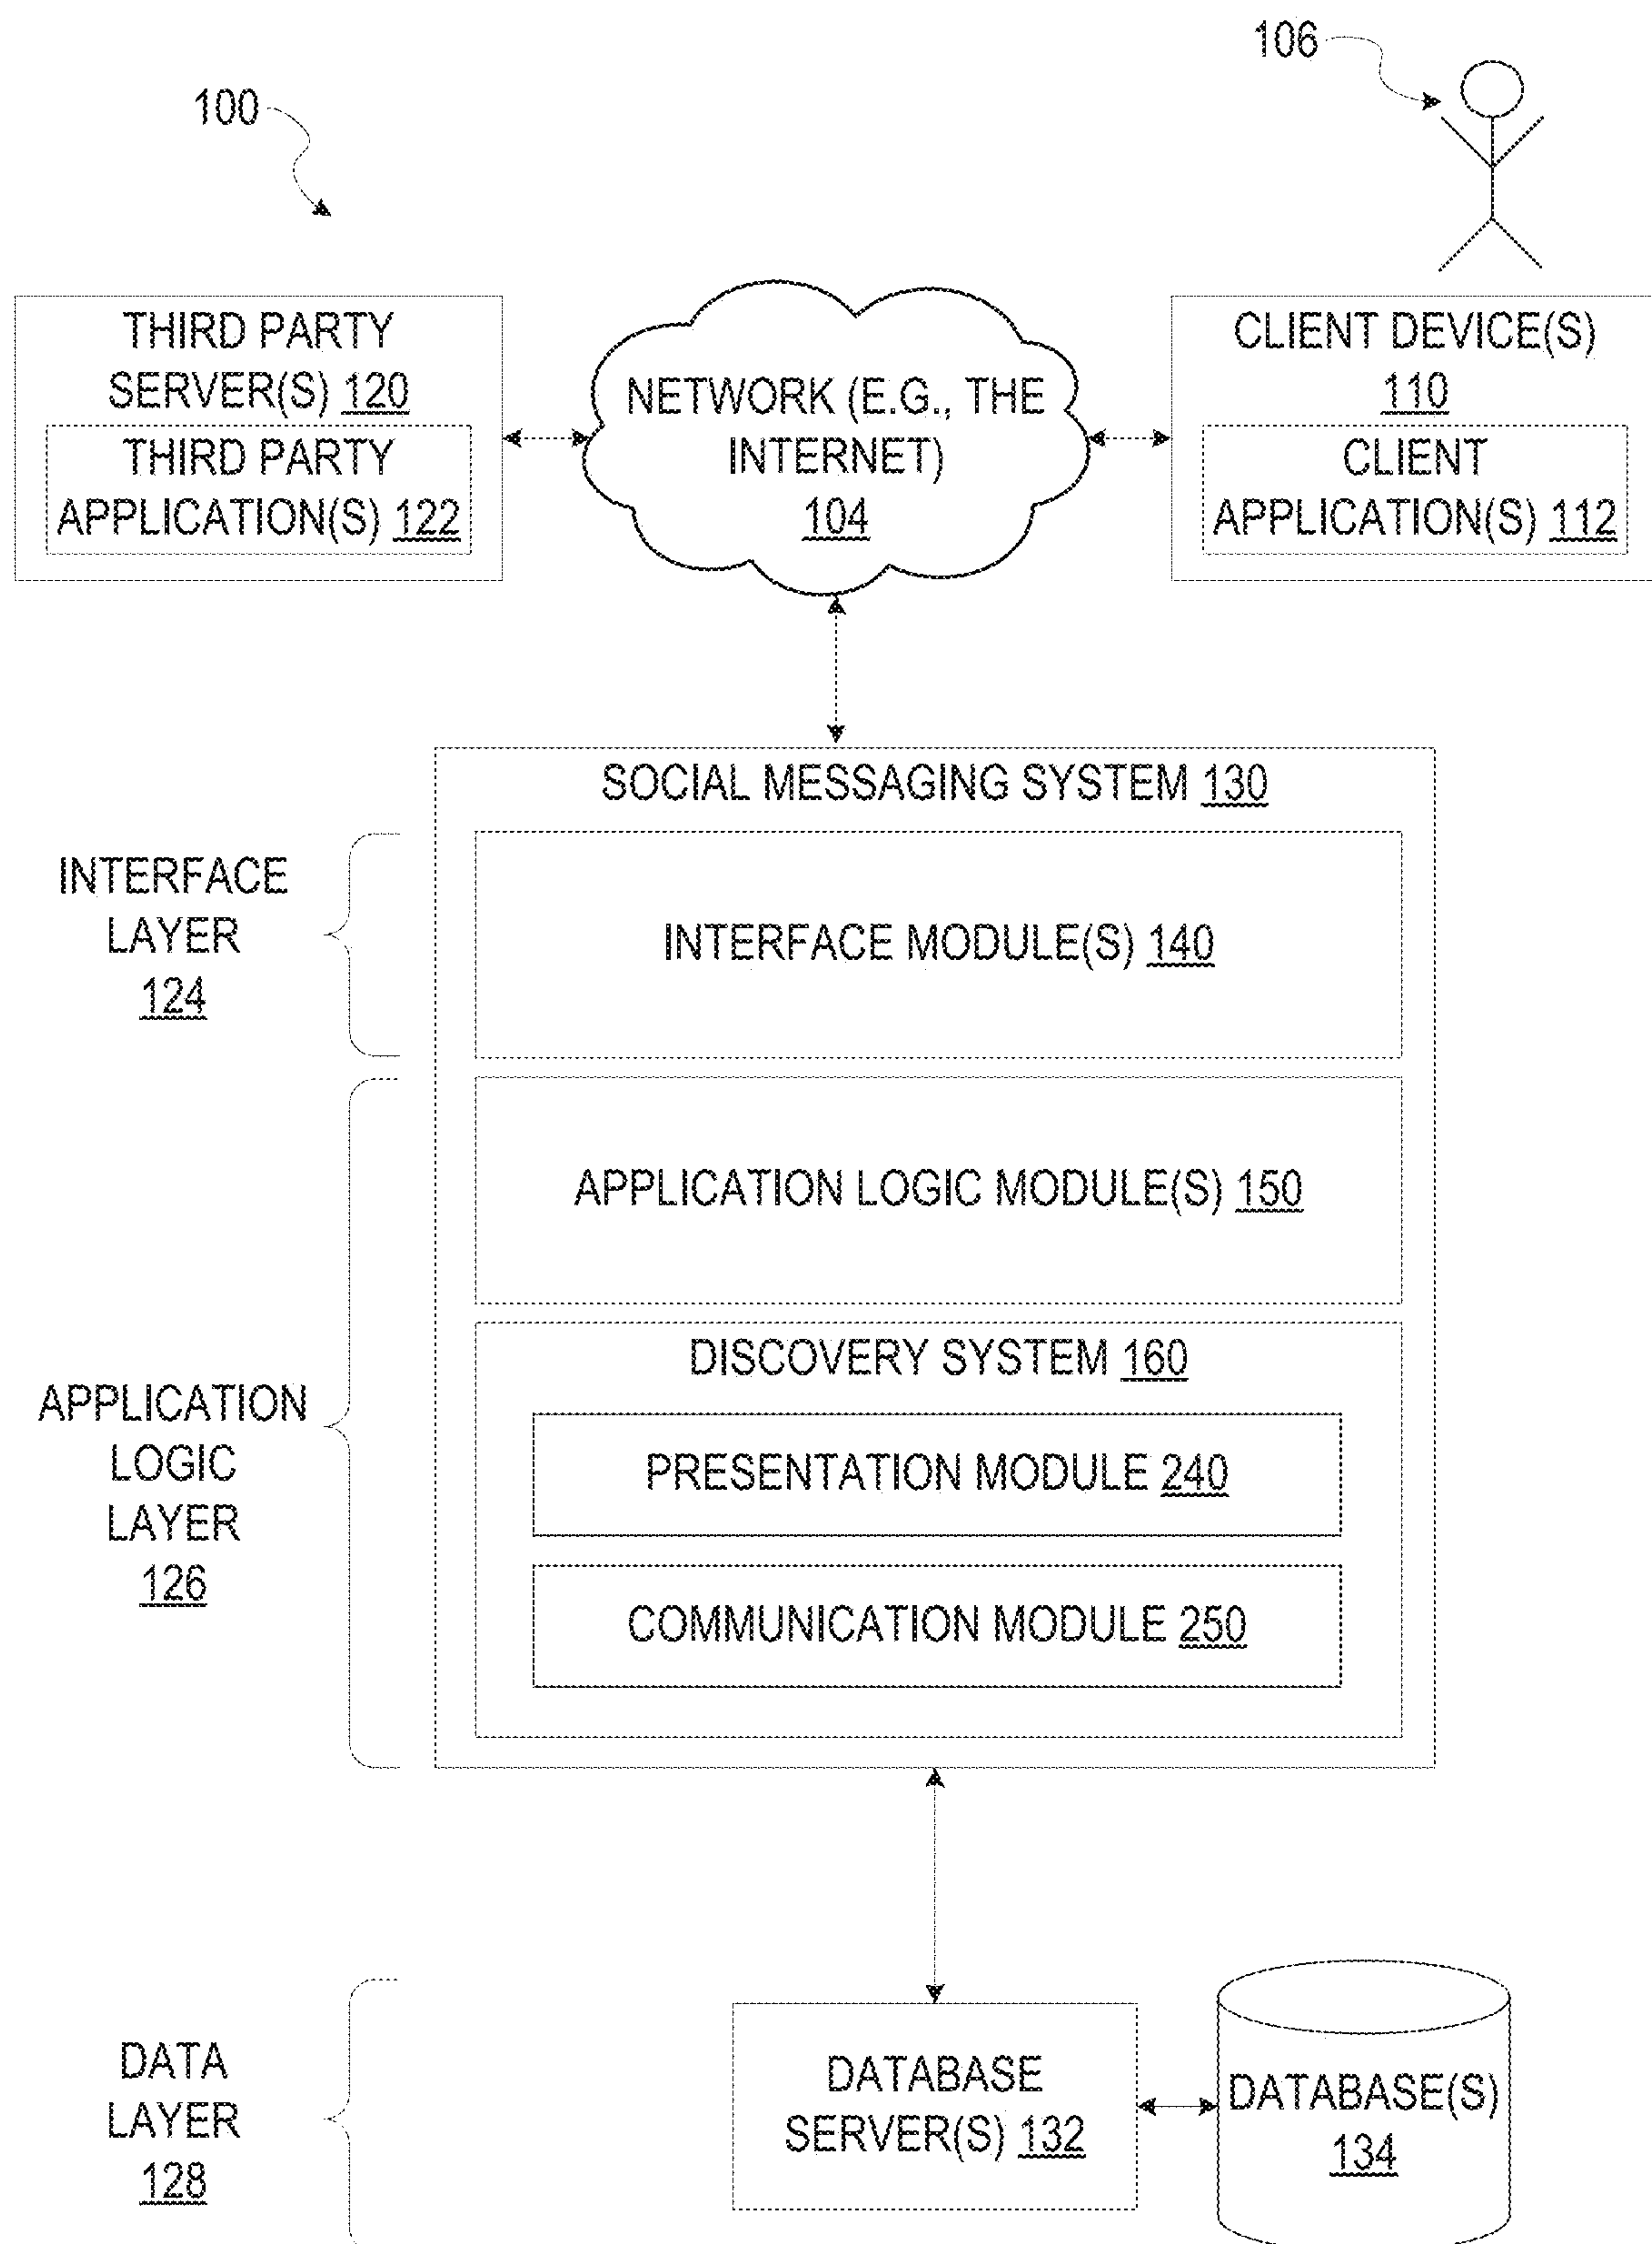 106
100
THIRD PARTY
SERVER(S) 120
THIRD PARTY
APPLICATION(S) 122
NETWORK (E.G., THE
INTERNET)
104
CLIENT DEVICE(S)
110
CLIENT
APPLICATION(S) 112
SOCIAL MESSAGING SYSTEM 130
INTERFACE
LAYER
124
INTERFACE MODULE(S) 140
APPLICATION LOGIC MODULE(S) 150
APPLICATION
LOGIC
LAYER
126
DISCOVERY SYSTEM 160
PRESENTATION MODULE 240
COMMUNICATION MODULE 250
DATA
LAYER
128
DATABASE
SERVER(S) 132
DATABASE(S)
134